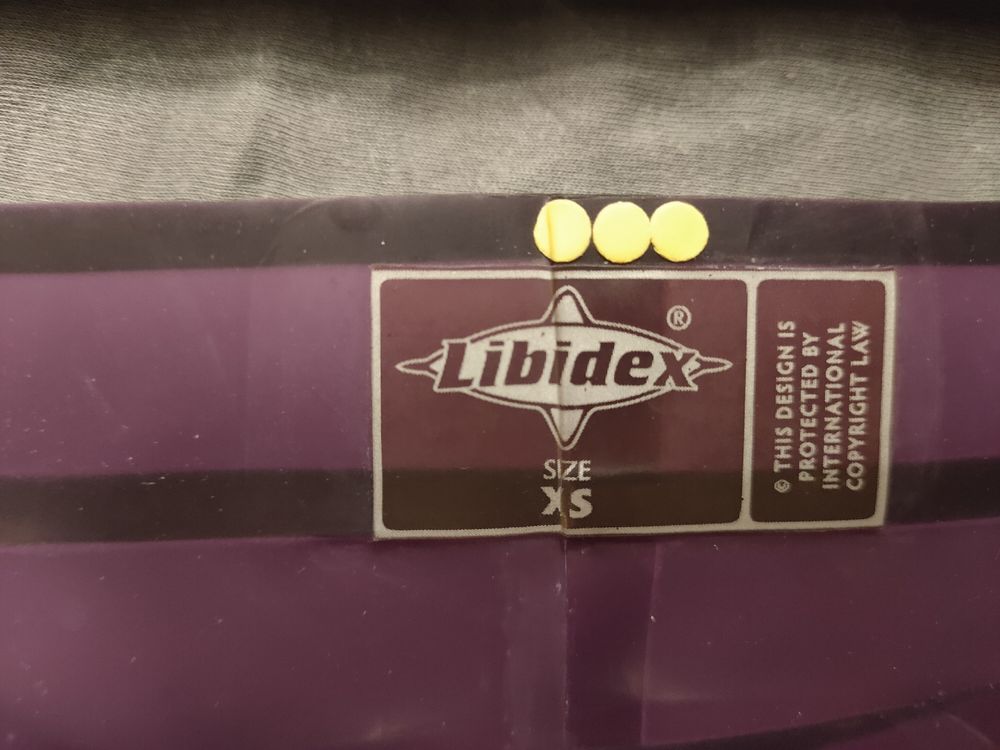 Libidex ®
SIZE
XS
© THIS DESIGN IS
PROTECTED BY
INTERNATIONAL
COPYRIGHT LAW